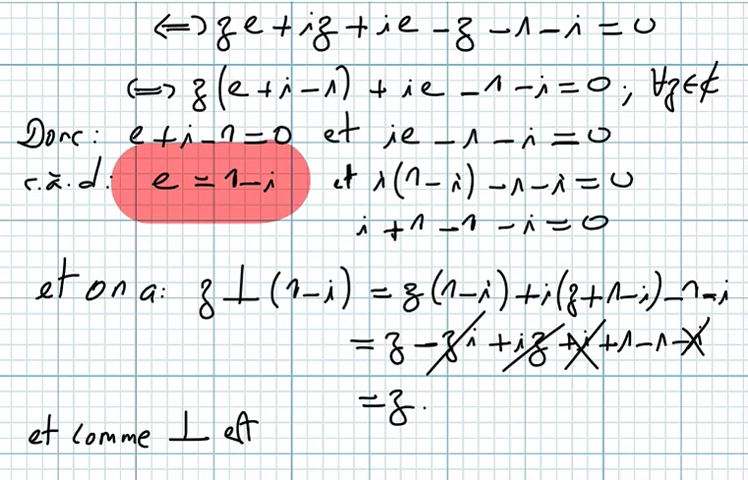 ⟺ ze + iz + ie - z - 1 - i = 0
⟺ z(e + i - 1) + ie - 1 - i = 0 ; ∀z∈ℂ
Donc : e + i - 1 = 0 et ie - 1 - i = 0
c.à.d : e = 1 - i et i(1 - i) - 1 - i = 0
i + 1 - 1 - i = 0
et on a : z ⊥ (1 - i) = z(1 - i) + i(z + 1 - i) - 1 - i
= z - zi + iz + i + 1 - 1 - i
= z.
et comme ⊥ est